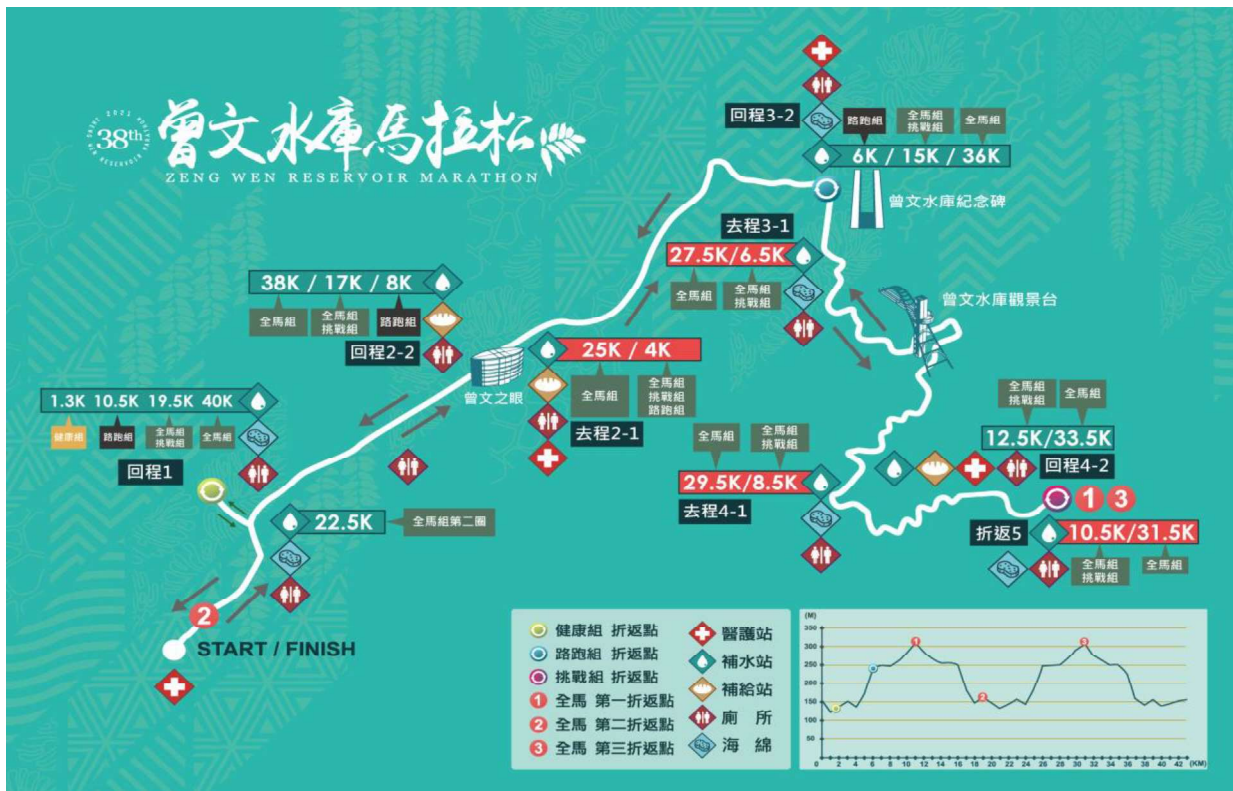 38th
2021
曾文水庫馬拉松
ZENG WEN RESERVOIR MARATHON
回程3-2
路跑組
全馬組
挑戰組
全馬組
6K / 15K / 36K
曾文水庫紀念碑
去程3-1
27.5K/6.5K
全馬組
全馬組
挑戰組
曾文水庫觀景台
38K / 17K / 8K
全馬組
全馬組
挑戰組
路跑組
回程2-2
曾文之眼
25K / 4K
全馬組
全馬組
挑戰組
路跑組
去程2-1
1.3K 10.5K 19.5K 40K
健康組
路跑組
全馬組
挑戰組
全馬組
回程1
22.5K
全馬組第二圈
全馬組
全馬組
挑戰組
29.5K/8.5K
去程4-1
全馬組
挑戰組
全馬組
12.5K/33.5K
回程4-2
1 3
折返5
10.5K/31.5K
全馬組
挑戰組
全馬組
2
START / FINISH
健康組 折返點
路跑組 折返點
挑戰組 折返點
1 全馬 第一折返點
2 全馬 第二折返點
3 全馬 第三折返點
醫護站
補水站
補給站
廁 所
海 綿
(M)
350
300
250
200
150
100
50
1
2
3
0 2 4 6 8 10 12 14 16 18 20 22 24 26 28 30 32 34 36 38 40 42 (KM)